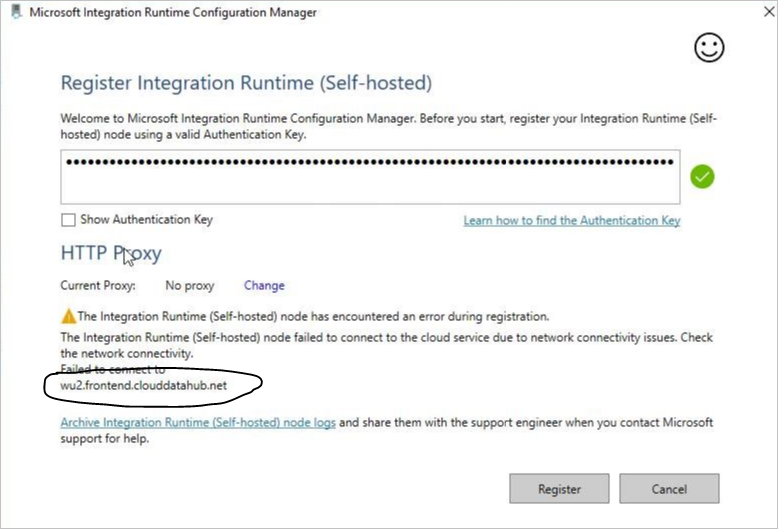 Microsoft Integration Runtime Configuration Manager
Register Integration Runtime (Self-hosted)
Welcome to Microsoft Integration Runtime Configuration Manager. Before you start, register your Integration Runtime (Self-
hosted) node using a valid Authentication Key.
Show Authentication Key
Learn how to find the Authentication Key
HTTP Proxy
Current Proxy: No proxy Change
The Integration Runtime (Self-hosted) node has encountered an error during registration.
The Integration Runtime (Self-hosted) node failed to connect to the cloud service due to network connectivity issues. Check
the network connectivity.
Failed to connect to
wu2.frontend.clouddatahub.net
Archive Integration Runtime (Self-hosted) node logs and share them with the support engineer when you contact Microsoft
support for help.
Register
Cancel